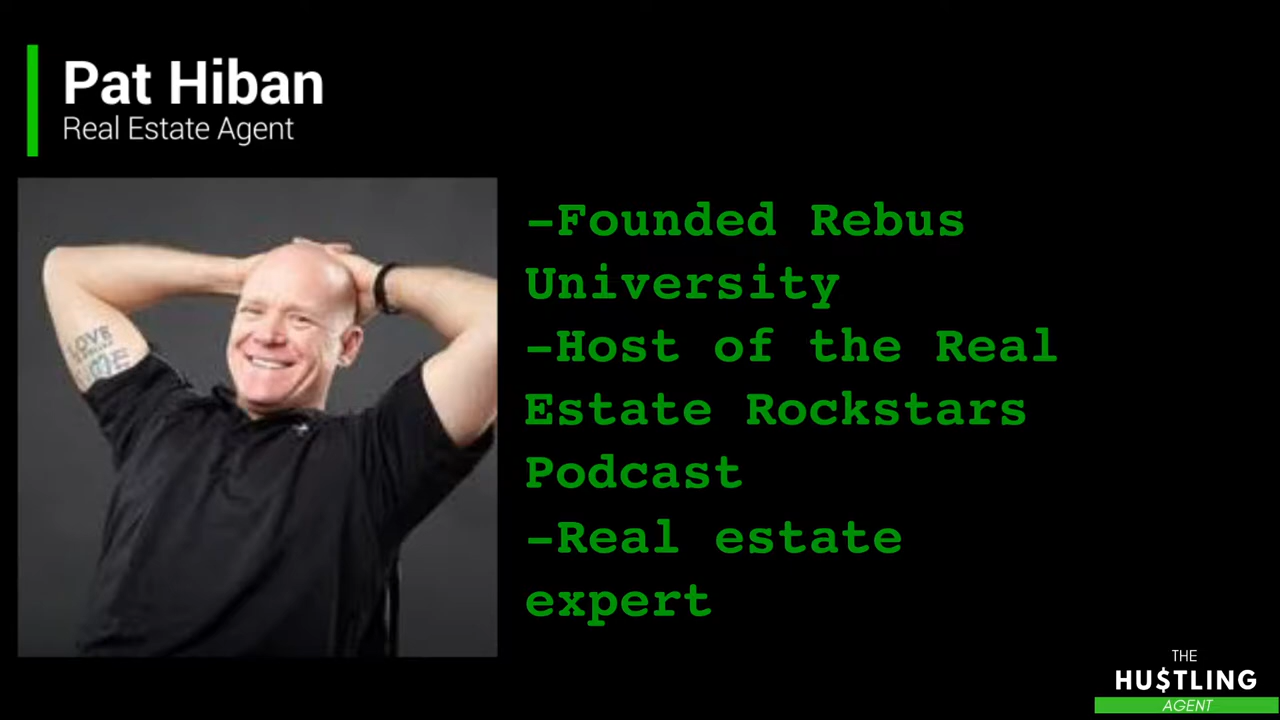 Pat Hiban
Real Estate Agent
LOVE
-Founded Rebus
University
-Host of the Real
Estate Rockstars
Podcast
-Real estate
expert
THE
HU$TLING
AGENT